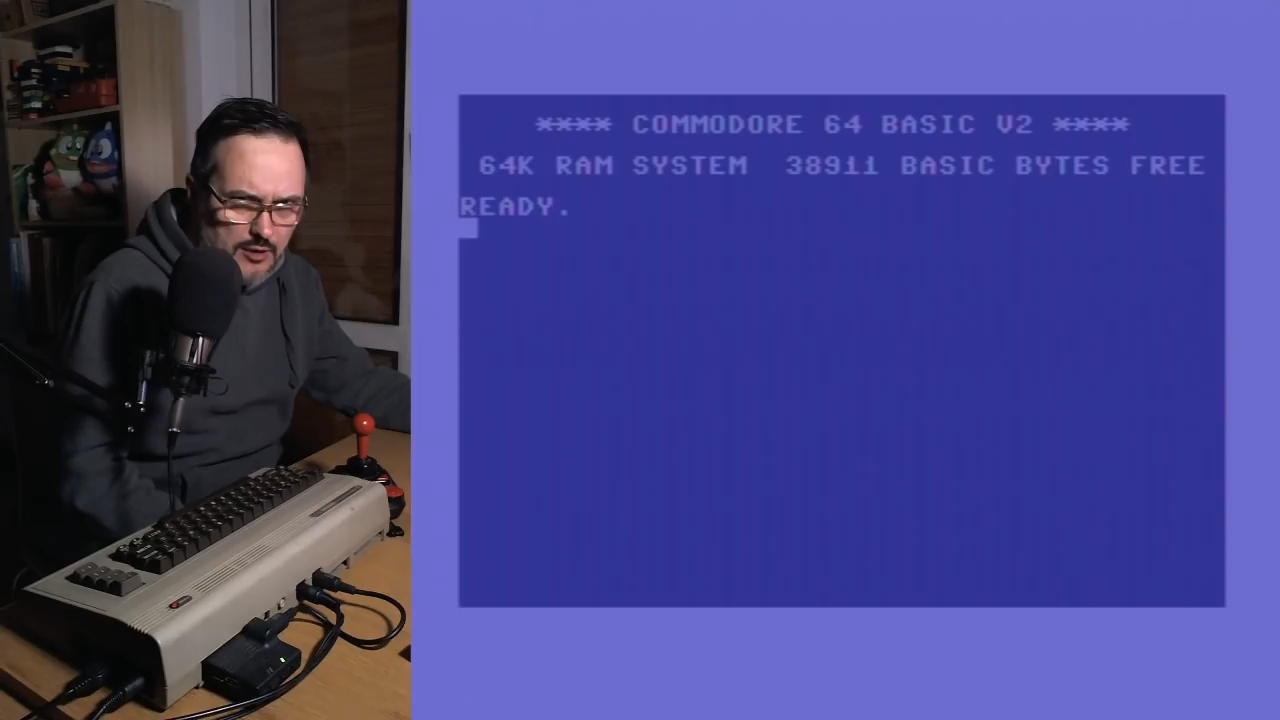 **** COMMODORE 64 BASIC V2 ****
64K RAM SYSTEM  38911 BASIC BYTES FREE
READY.